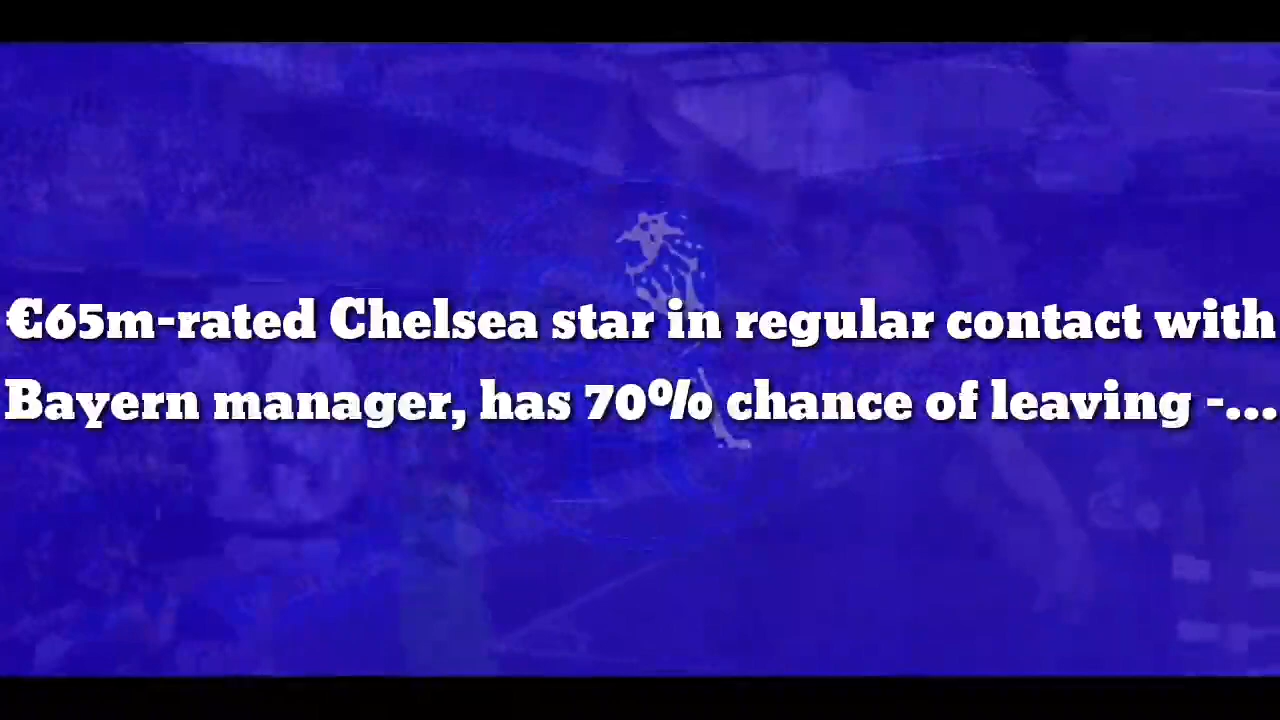 €65m-rated Chelsea star in regular contact with
Bayern manager, has 70% chance of leaving -...